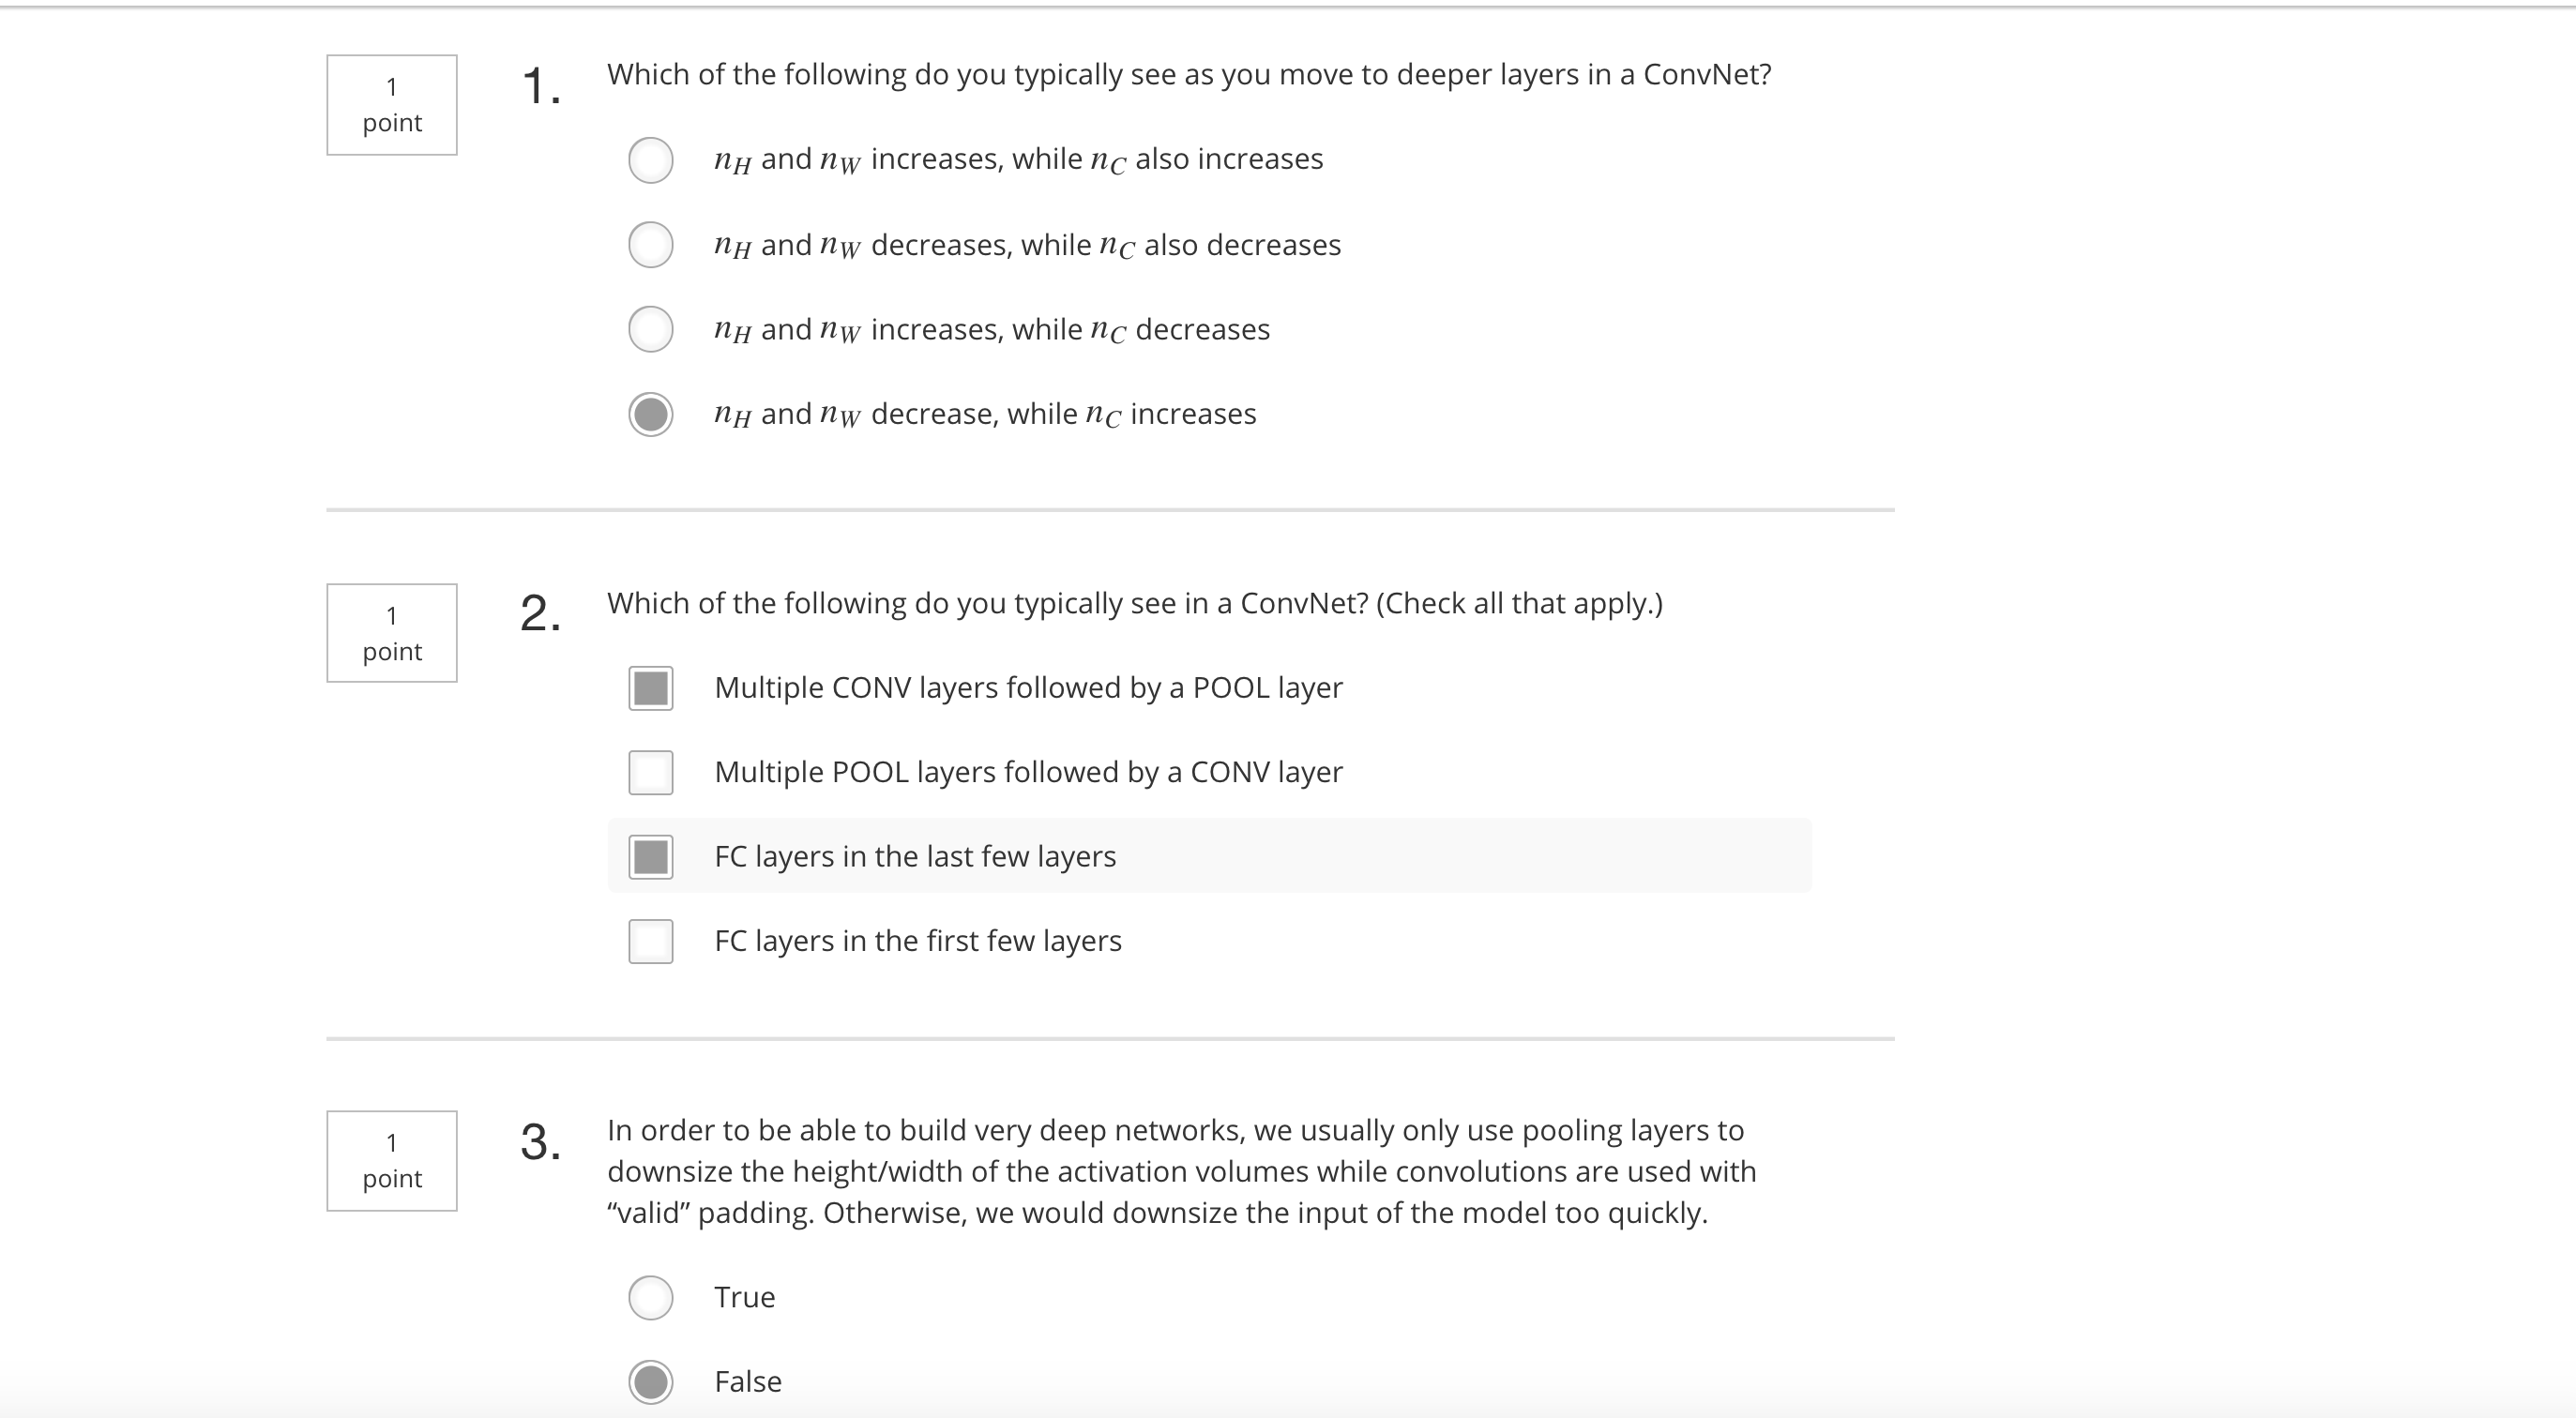 1
point
1.
Which of the following do you typically see as you move to deeper layers in a ConvNet?
n_H and n_W increases, while n_C also increases
n_H and n_W decreases, while n_C also decreases
n_H and n_W increases, while n_C decreases
n_H and n_W decrease, while n_C increases
1
point
2.
Which of the following do you typically see in a ConvNet? (Check all that apply.)
Multiple CONV layers followed by a POOL layer
Multiple POOL layers followed by a CONV layer
FC layers in the last few layers
FC layers in the first few layers
1
point
3.
In order to be able to build very deep networks, we usually only use pooling layers to
downsize the height/width of the activation volumes while convolutions are used with
“valid” padding. Otherwise, we would downsize the input of the model too quickly.
True
False